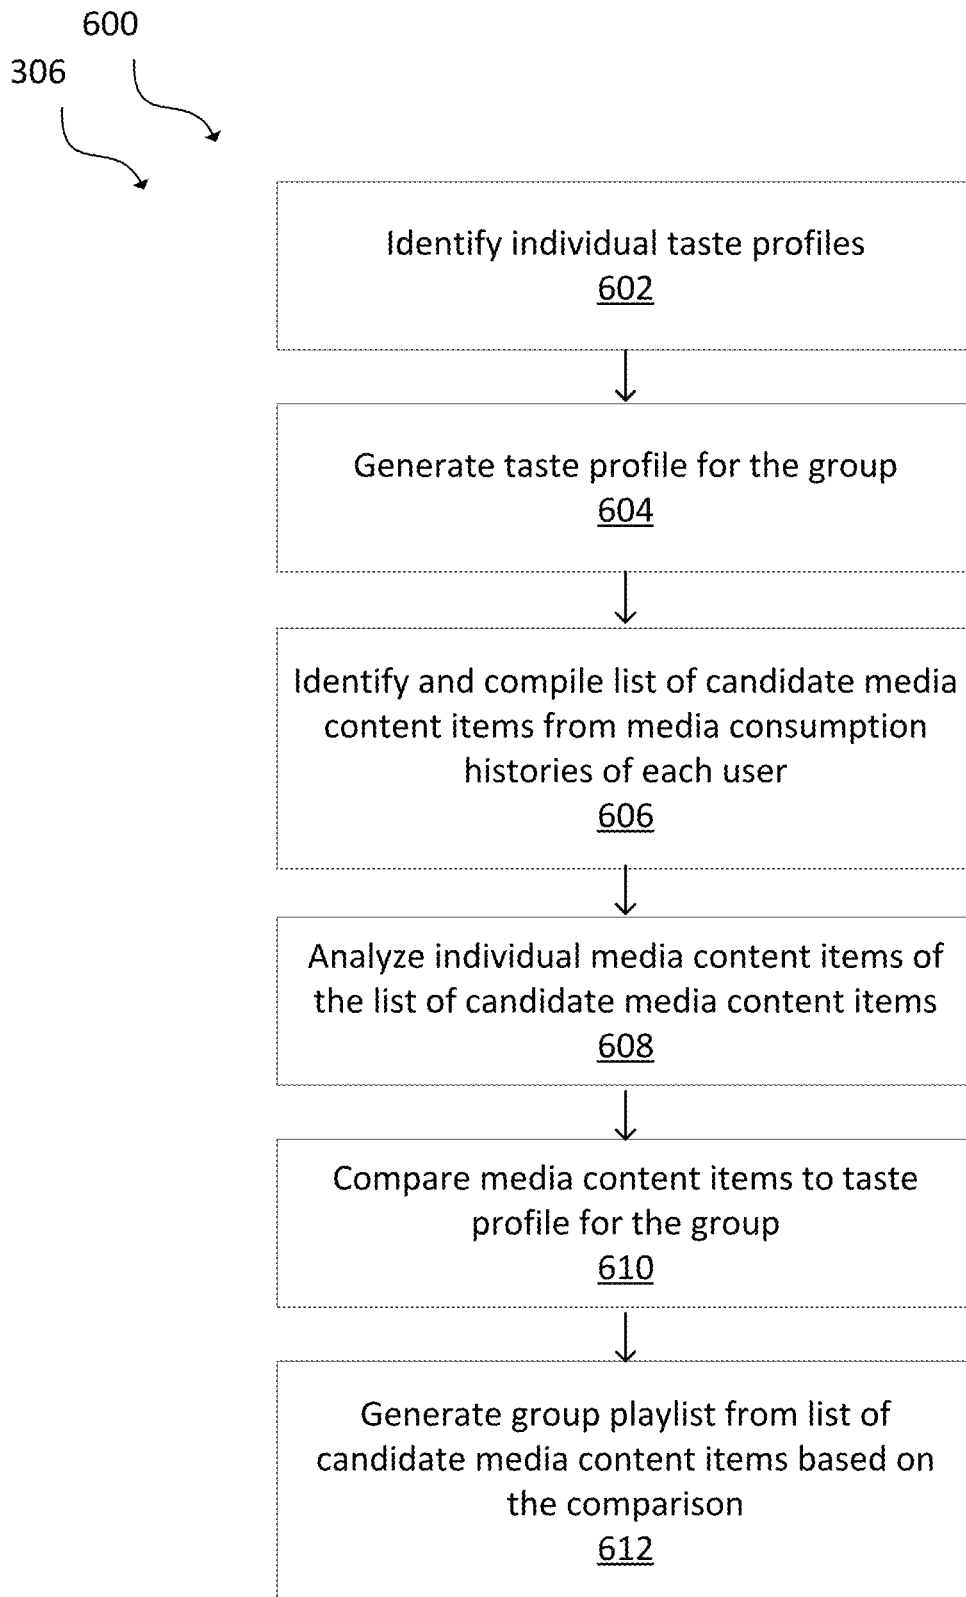 600
306
Identify individual taste profiles
602
Generate taste profile for the group
604
Identify and compile list of candidate media
content items from media consumption
histories of each user
606
Analyze individual media content items of
the list of candidate media content items
608
Compare media content items to taste
profile for the group
610
Generate group playlist from list of
candidate media content items based on
the comparison
612